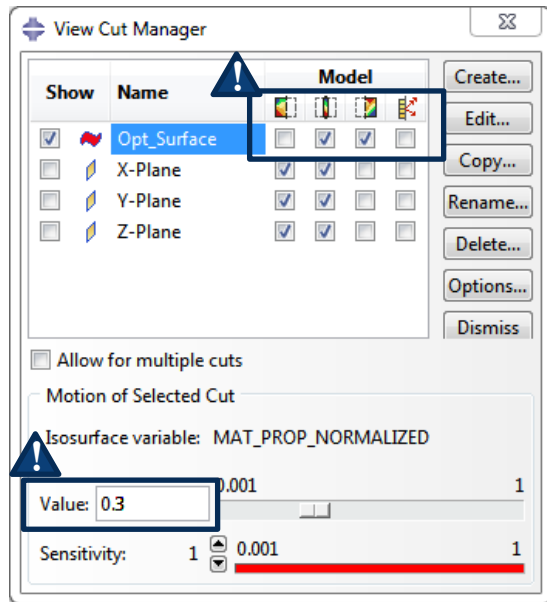 View Cut Manager
Show Name Model Create...
Edit...
Opt_Surface
X-Plane Copy...
Y-Plane Rename...
Z-Plane Delete...
Options...
Dismiss
Allow for multiple cuts
Motion of Selected Cut
Isosurface variable: MAT_PROP_NORMALIZED
0.001 1
Value: 0.3
Sensitivity: 1 0.001 1